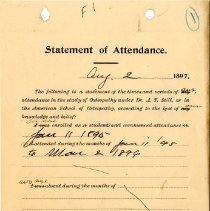 F1
1
Statement of Attendance.
Aug 2 1897,
The following is a statement of the times and periods of my
attendance in the study of Osteopathy under Dr. A. T. Still, or in
the American School of Osteopathy, according to the best of my
knowledge and belief:
I was enrolled as a student and commenced attendance on
Jan 11 1895
I attended during the months of Jan 11 95
to Mar 2 1896
I was absent during the months of